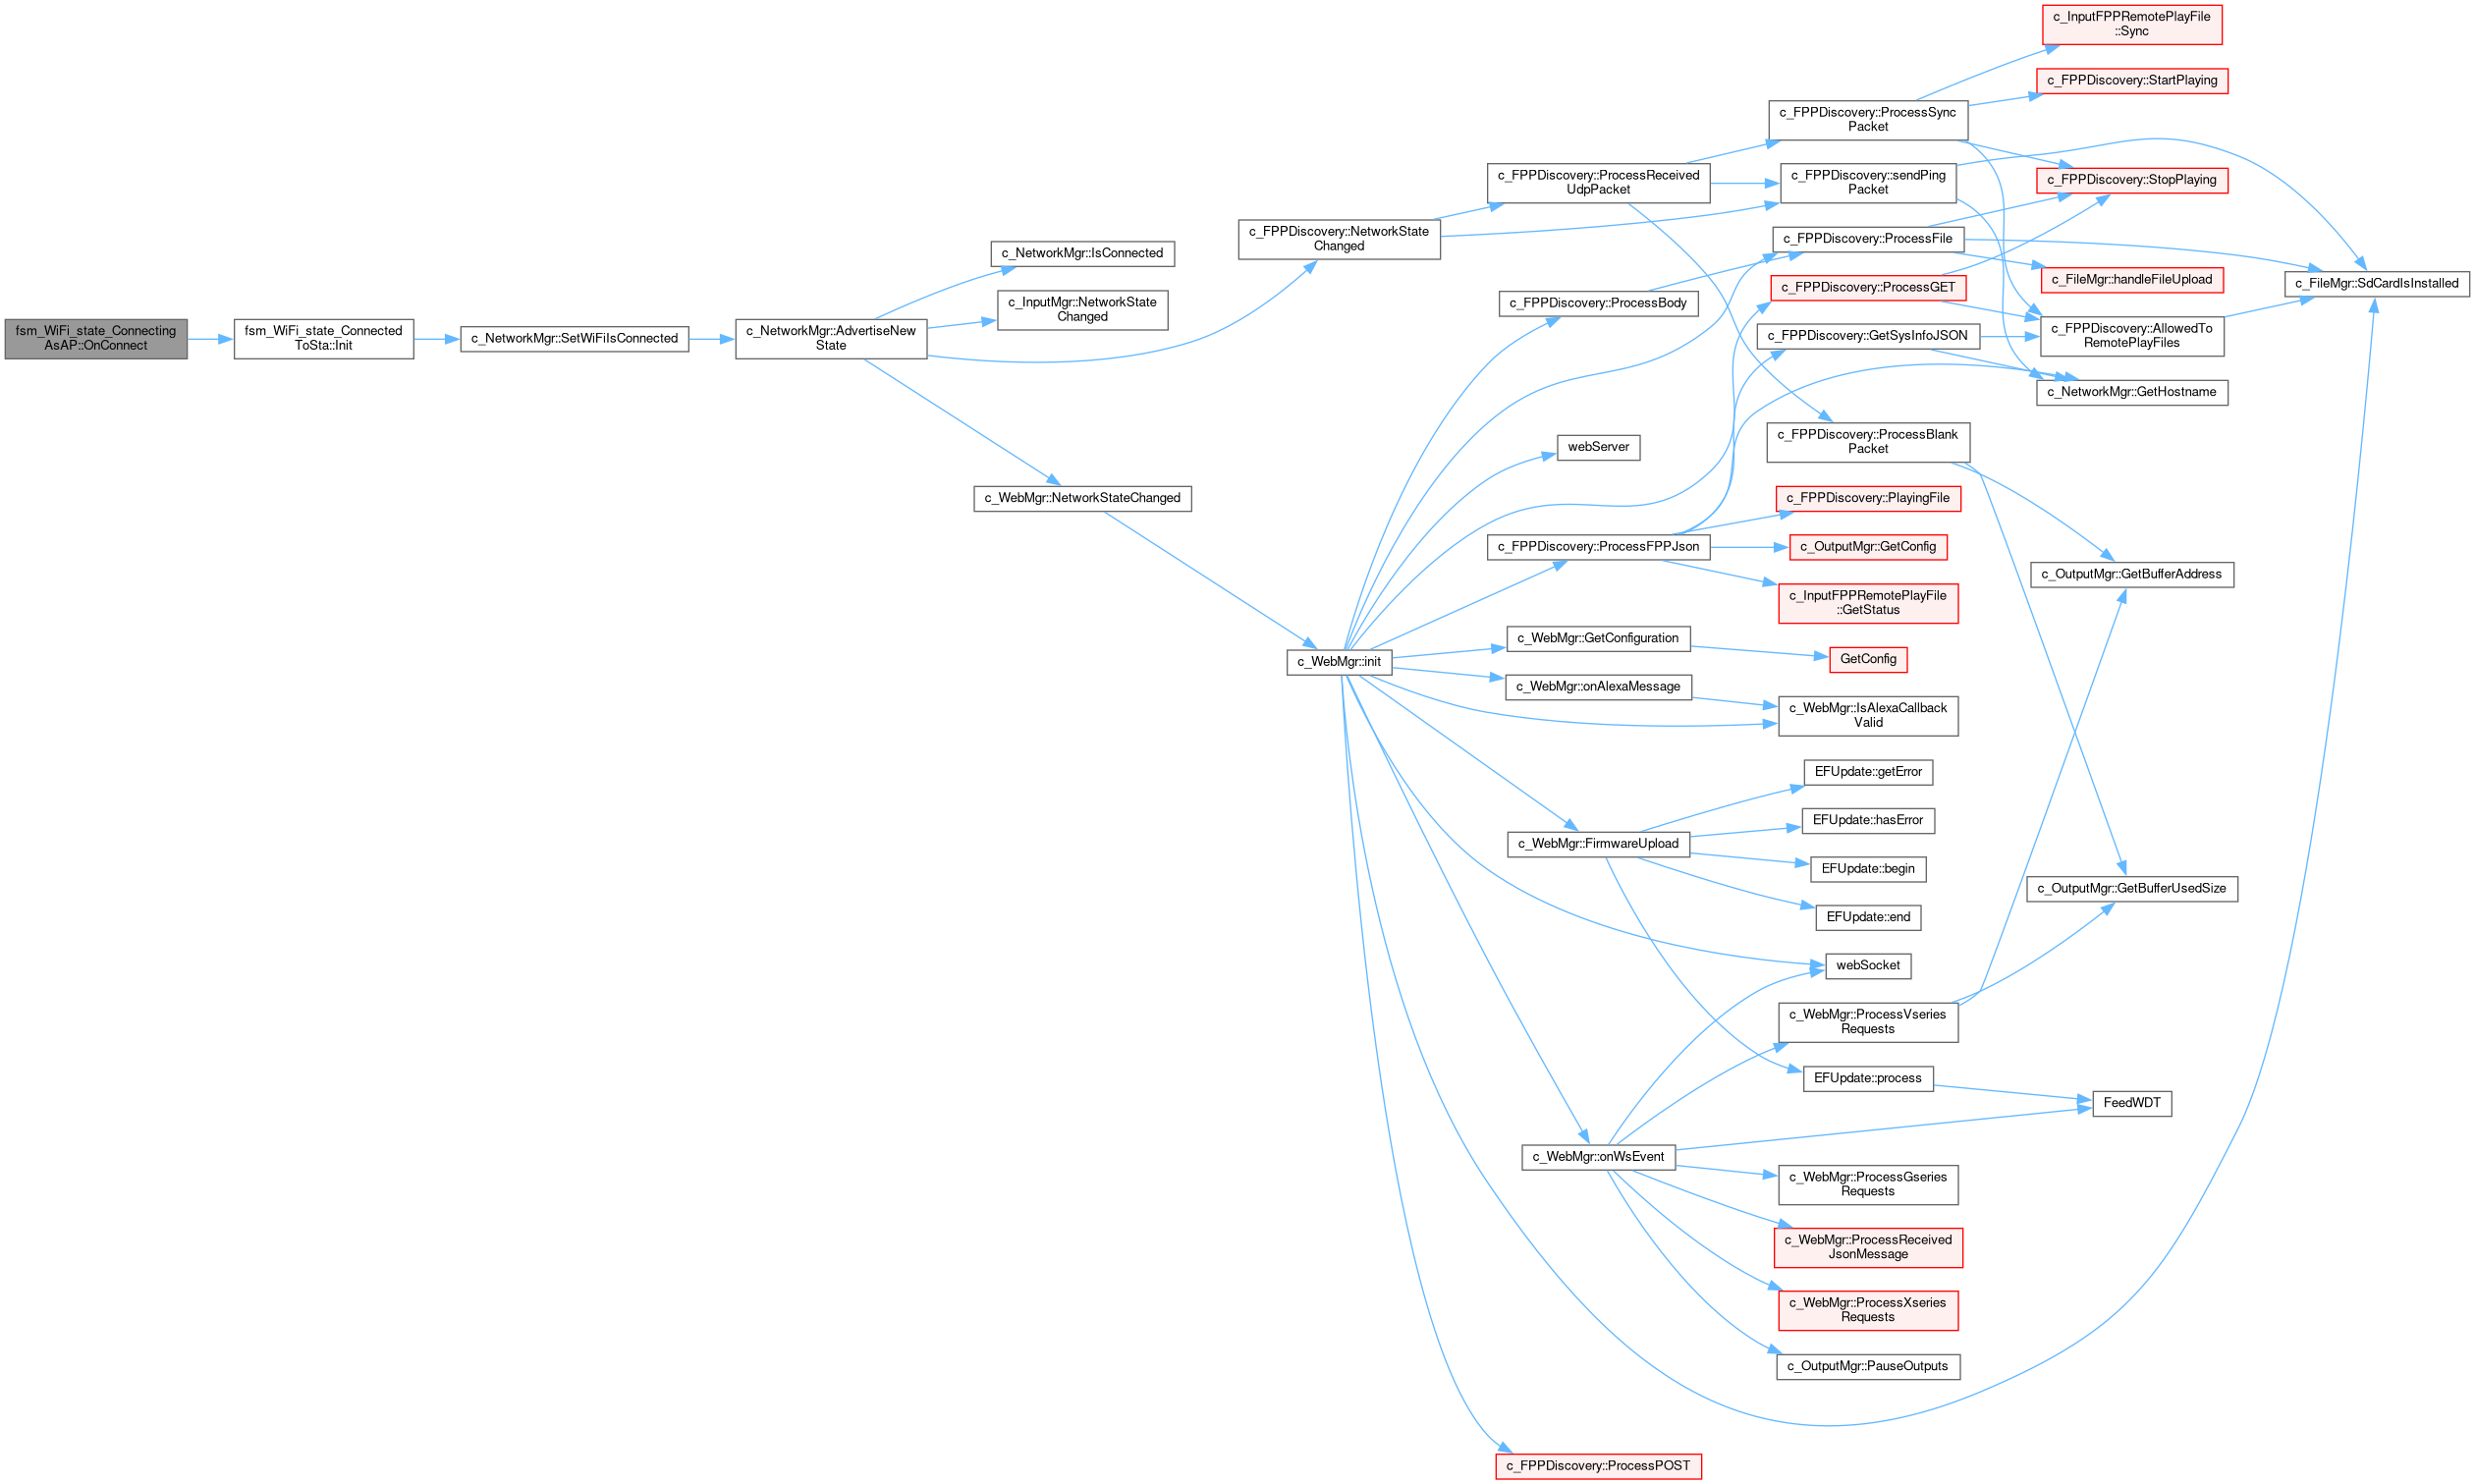 fsm_WiFi_state_Connecting
AsAP::OnConnect
fsm_WiFi_state_Connected
ToSta::Init
c_NetworkMgr::SetWiFiIsConnected
c_NetworkMgr::AdvertiseNew
State
c_NetworkMgr::IsConnected
c_InputMgr::NetworkState
Changed
c_WebMgr::NetworkStateChanged
c_FPPDiscovery::NetworkState
Changed
c_WebMgr::init
c_FPPDiscovery::ProcessReceived
UdpPacket
c_FPPDiscovery::ProcessBody
webServer
c_FPPDiscovery::ProcessFPPJson
c_WebMgr::GetConfiguration
c_WebMgr::onAlexaMessage
c_WebMgr::FirmwareUpload
c_WebMgr::onWsEvent
c_FPPDiscovery::ProcessPOST
c_FPPDiscovery::ProcessSync
Packet
c_FPPDiscovery::sendPing
Packet
c_FPPDiscovery::ProcessFile
c_FPPDiscovery::ProcessGET
c_FPPDiscovery::GetSysInfoJSON
c_FPPDiscovery::ProcessBlank
Packet
c_FPPDiscovery::PlayingFile
c_OutputMgr::GetConfig
c_InputFPPRemotePlayFile
::GetStatus
GetConfig
c_WebMgr::IsAlexaCallback
Valid
EFUpdate::getError
EFUpdate::hasError
EFUpdate::begin
EFUpdate::end
webSocket
c_WebMgr::ProcessVseries
Requests
EFUpdate::process
c_WebMgr::ProcessGseries
Requests
c_WebMgr::ProcessReceived
JsonMessage
c_WebMgr::ProcessXseries
Requests
c_OutputMgr::PauseOutputs
c_InputFPPRemotePlayFile
::Sync
c_FPPDiscovery::StartPlaying
c_FPPDiscovery::StopPlaying
c_FileMgr::handleFileUpload
c_FPPDiscovery::AllowedTo
RemotePlayFiles
c_NetworkMgr::GetHostname
c_OutputMgr::GetBufferAddress
c_OutputMgr::GetBufferUsedSize
FeedWDT
c_FileMgr::SdCardIsInstalled